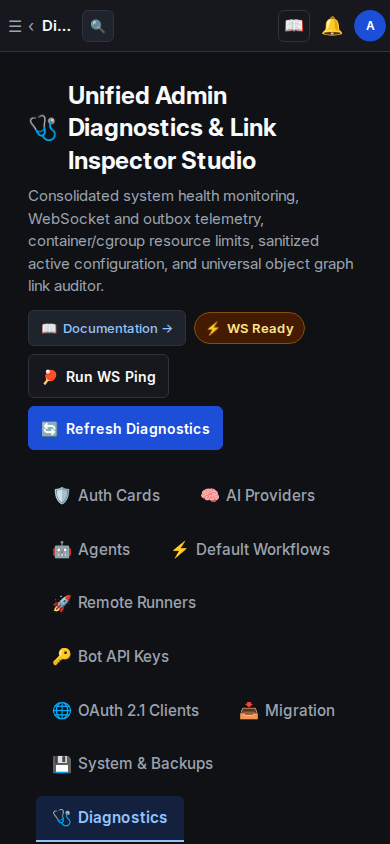 Di...
A
Unified Admin
Diagnostics & Link
Inspector Studio
Consolidated system health monitoring,
WebSocket and outbox telemetry,
container/cgroup resource limits, sanitized
active configuration, and universal object graph
link auditor.
Documentation →
WS Ready
Run WS Ping
Refresh Diagnostics
Auth Cards
AI Providers
Agents
Default Workflows
Remote Runners
Bot API Keys
OAuth 2.1 Clients
Migration
System & Backups
Diagnostics